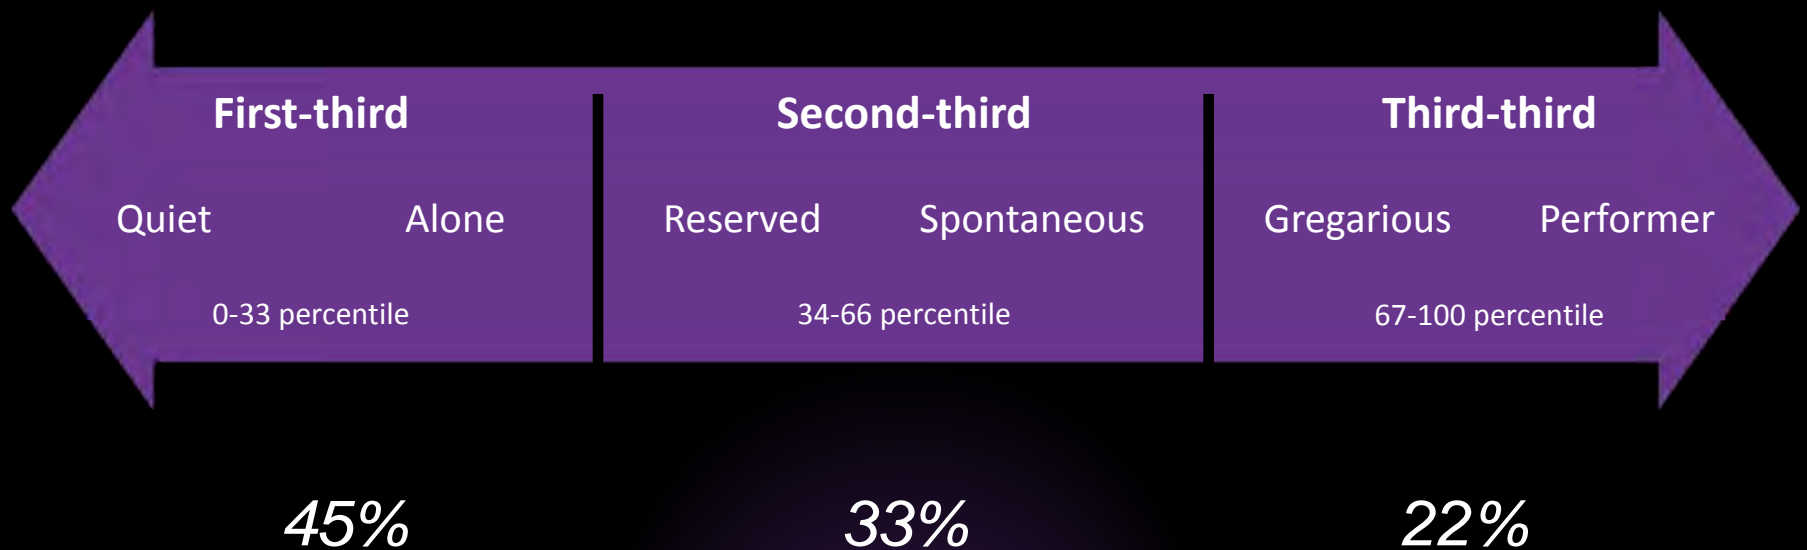 First-third Second-third Third-third
Quiet Alone Reserved Spontaneous Gregarious Performer
0-33 percentile 34-66 percentile 67-100 percentile
45% 33% 22%